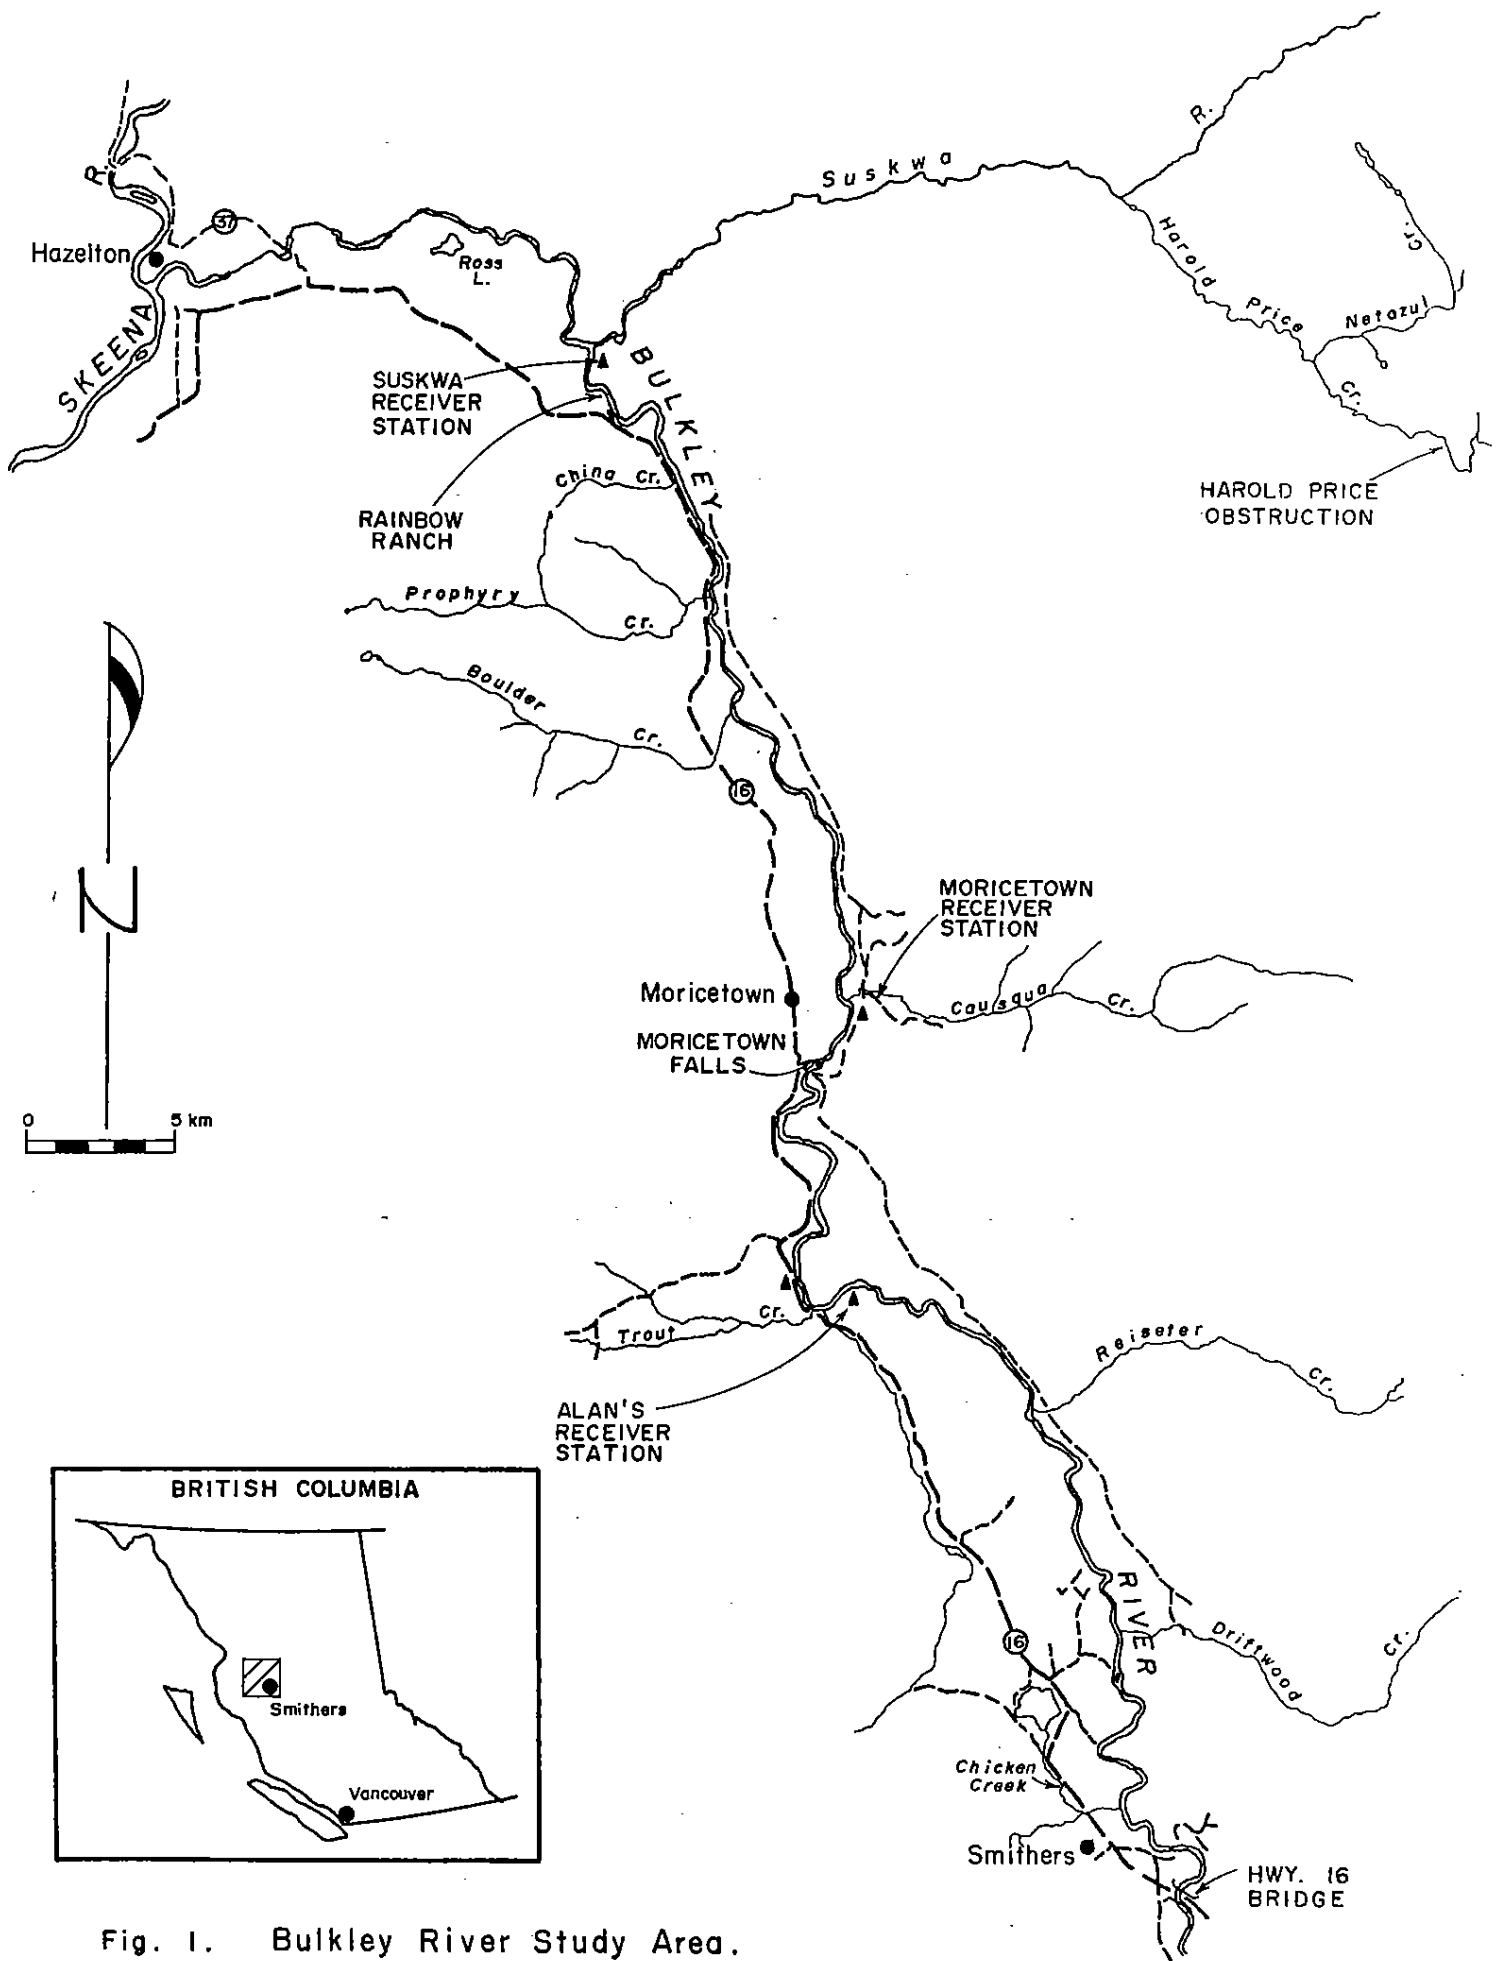 R.
Suskwa
R.
37
Hazelton
Ross
L.
Harold
Price
Cr.
Netazul
Cr.
SKEENA
BULKLEY
SUSKWA
RECEIVER
STATION
China Cr.
HAROLD PRICE
OBSTRUCTION
RAINBOW
RANCH
Prophyry
Cr.
Boulder
Cr.
16
MORICETOWN
RECEIVER
STATION
Moricetown
Causqua
Cr.
MORICETOWN
FALLS
N
0 5 km
Cr.
Trout
Reiseter
Cr.
ALAN'S
RECEIVER
STATION
BRITISH COLUMBIA
Smithers
Vancouver
RIVER
16
Driftwood
Cr.
Chicken
Creek
Smithers
HWY. 16
BRIDGE
Fig. 1. Bulkley River Study Area.